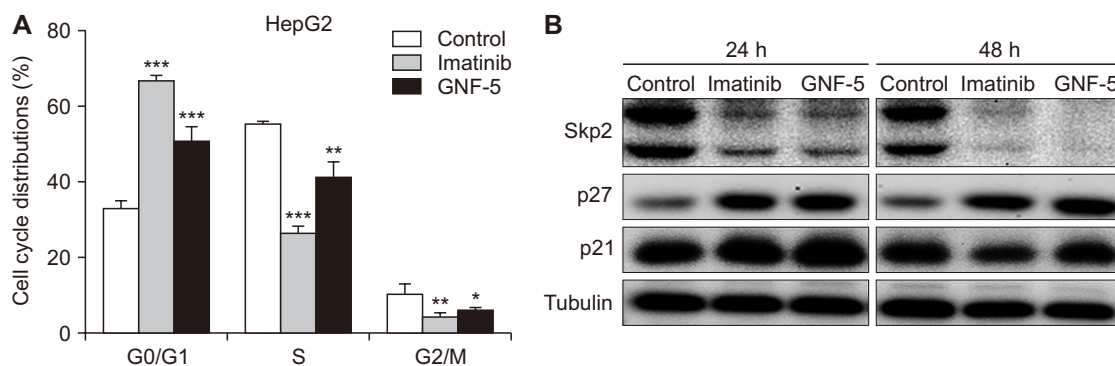 A
HepG2
Cell cycle distributions (%)
80
60
40
20
0
Control
Imatinib
GNF-5
***
***
***
**
**
*
G0/G1
S
G2/M
B
24 h
48 h
Control Imatinib GNF-5 Control Imatinib GNF-5
Skp2
p27
p21
Tubulin